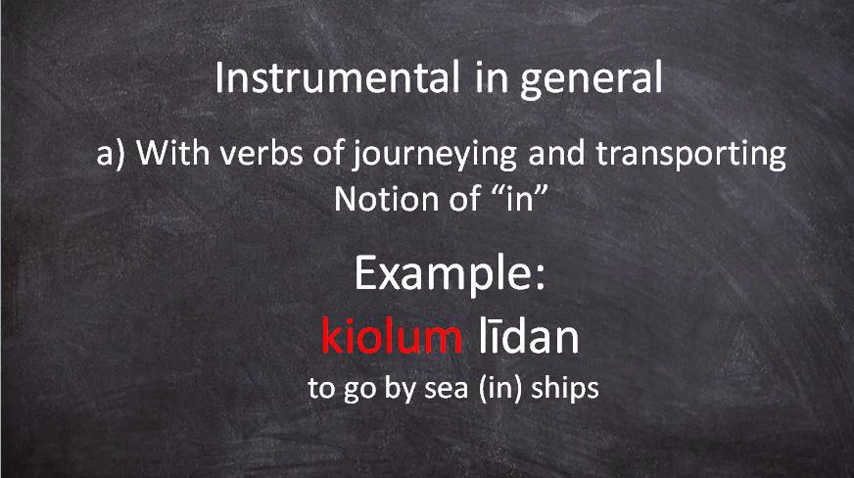 Instrumental in general
a) With verbs of journeying and transporting
Notion of “in”
Example:
kiolum līdan
to go by sea (in) ships